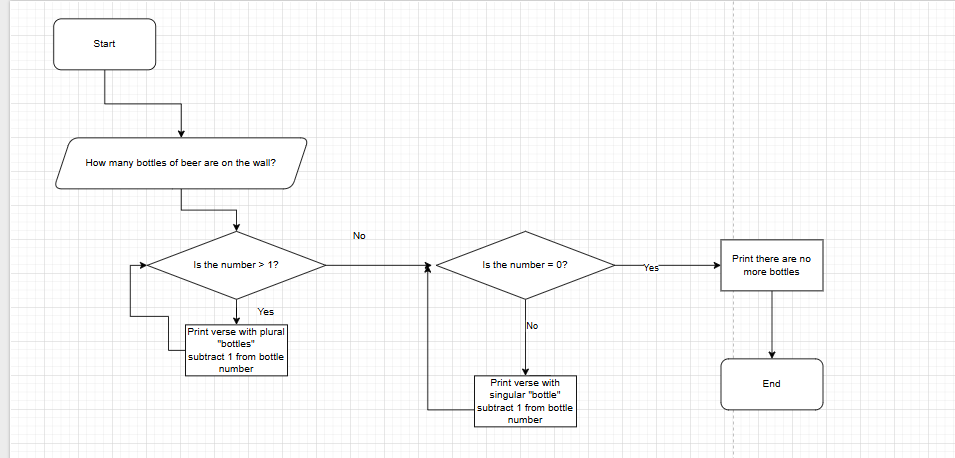 Start
How many bottles of beer are on the wall?
No
Is the number > 1?
Is the number = 0?
Yes
Print there are no
more bottles
Yes
Print verse with plural
"bottles"
subtract 1 from bottle
number
No
Print verse with
singular "bottle"
subtract 1 from bottle
number
End